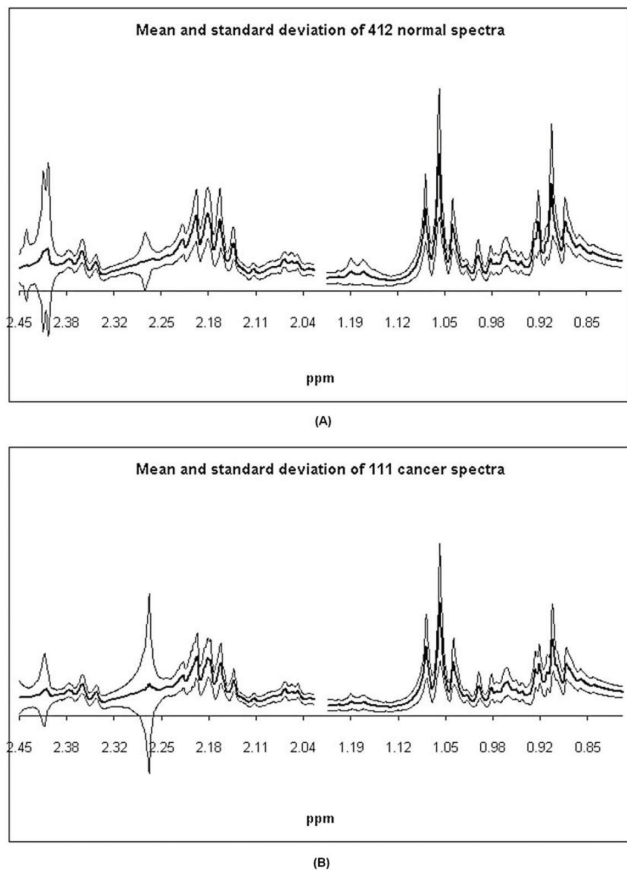 Mean and standard deviation of 412 normal spectra
2.45 2.38 2.32 2.25 2.18 2.11 2.04 1.19 1.12 1.05 0.98 0.92 0.85
ppm
(A)
Mean and standard deviation of 111 cancer spectra
2.45 2.38 2.32 2.25 2.18 2.11 2.04 1.19 1.12 1.05 0.98 0.92 0.85
ppm
(B)